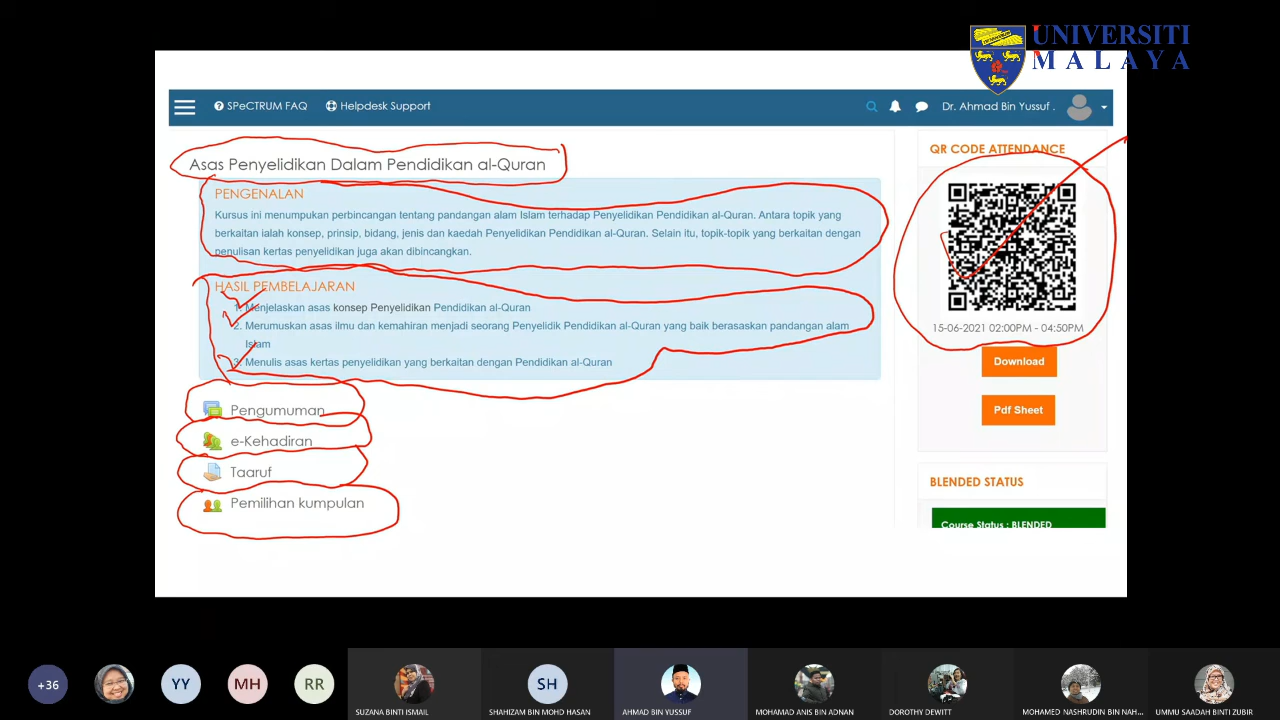 UNIVERSITI
MALAYA
SPeCTRUM FAQ
Helpdesk Support
Dr. Ahmad Bin Yussuf .
Asas Penyelidikan Dalam Pendidikan al-Quran
PENGENALAN
Kursus ini menumpukan perbincangan tentang pandangan alam Islam terhadap Penyelidikan Pendidikan al-Quran. Antara topik yang
berkaitan ialah konsep, prinsip, bidang, jenis dan kaedah Penyelidikan Pendidikan al-Quran. Selain itu, topik-topik yang berkaitan dengan
penulisan kertas penyelidikan juga akan dibincangkan.
HASIL PEMBELAJARAN
1. Menjelaskan asas konsep Penyelidikan Pendidikan al-Quran
2. Merumuskan asas ilmu dan kemahiran menjadi seorang Penyelidik Pendidikan al-Quran yang baik berasaskan pandangan alam
Islam
3. Menulis asas kertas penyelidikan yang berkaitan dengan Pendidikan al-Quran
Pengumuman
e-Kehadiran
Taaruf
Pemilihan kumpulan
QR CODE ATTENDANCE
15-06-2021 02:00PM - 04:50PM
Download
Pdf Sheet
BLENDED STATUS
Course Status : BLENDED
+36
YY
MH
RR
SUZANA BINTI ISMAIL
SH
SHAHIZAM BIN MOHD HASAN
AHMAD BIN YUSSUF
MOHAMAD ANIS BIN ADNAN
DOROTHY DEWITT
MOHAMED NASHRUDIN BIN NAH...
UMMU SAADAH BINTI ZUBIR